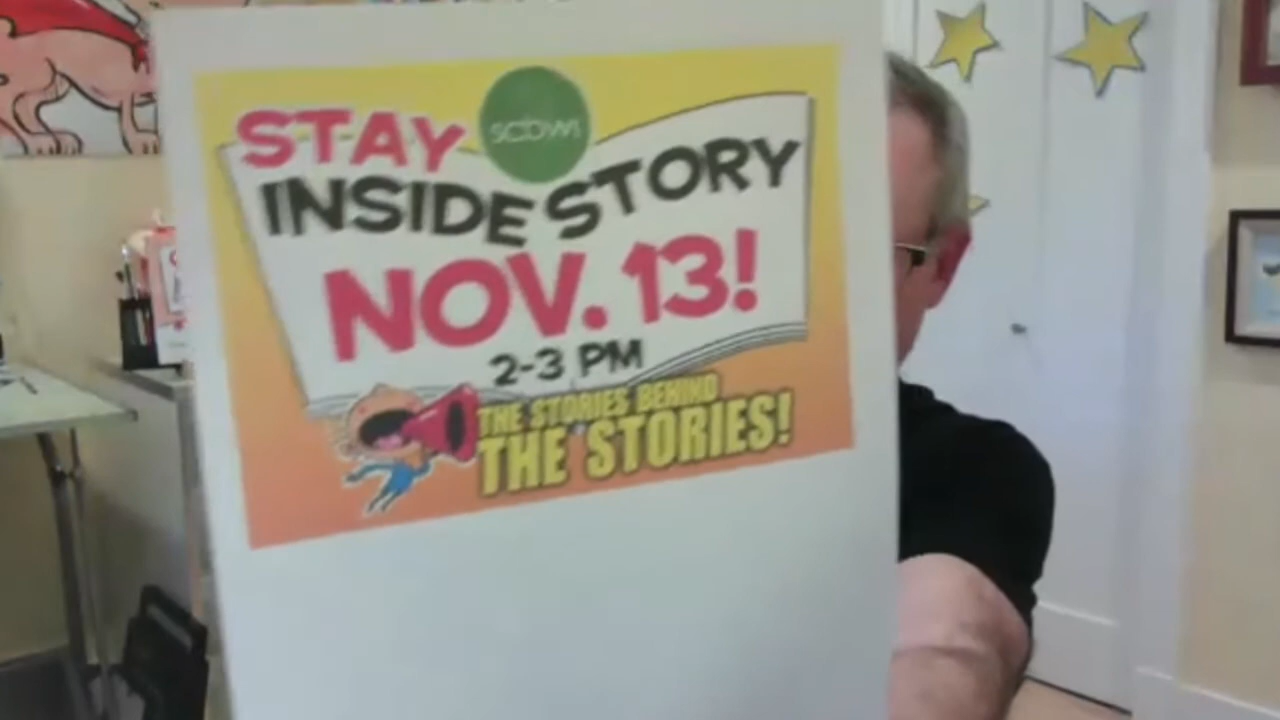 STAY
scbwi
INSIDE STORY
NOV. 13!
2-3 PM
THE STORIES BEHIND
THE STORIES!